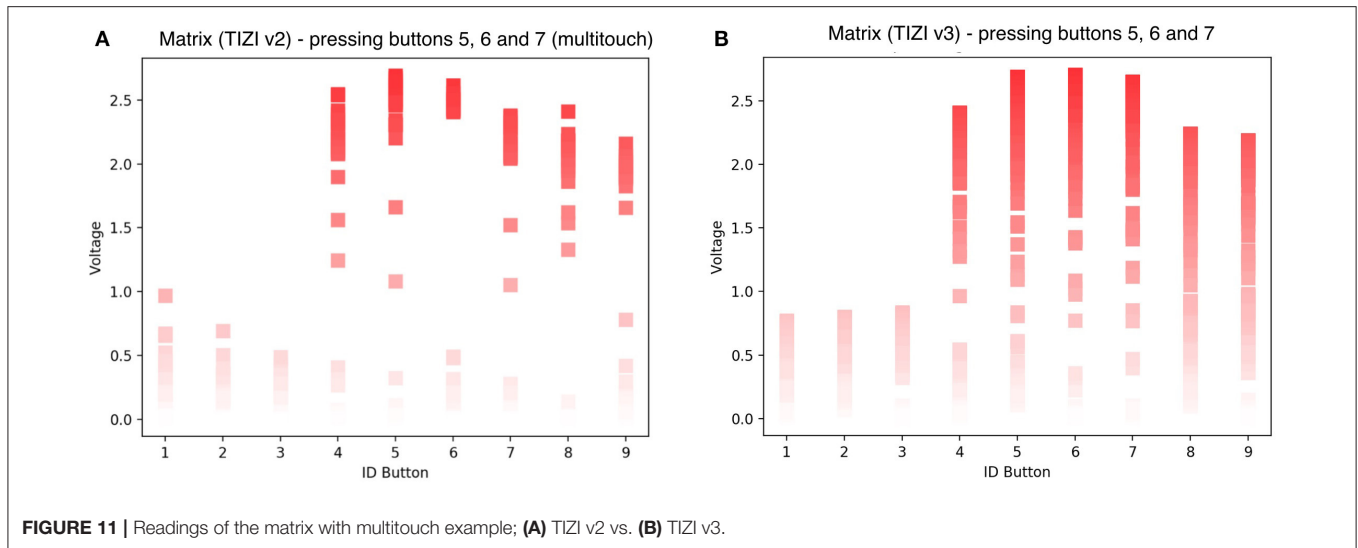 A
Matrix (TIZI v2) - pressing buttons 5, 6 and 7 (multitouch)
2.5
2.0
1.5
1.0
0.5
0.0
Voltage
1 2 3 4 5 6 7 8 9
ID Button
B
Matrix (TIZI v3) - pressing buttons 5, 6 and 7
2.5
2.0
1.5
1.0
0.5
0.0
Voltage
1 2 3 4 5 6 7 8 9
ID Button
FIGURE 11 | Readings of the matrix with multitouch example; (A) TIZI v2 vs. (B) TIZI v3.